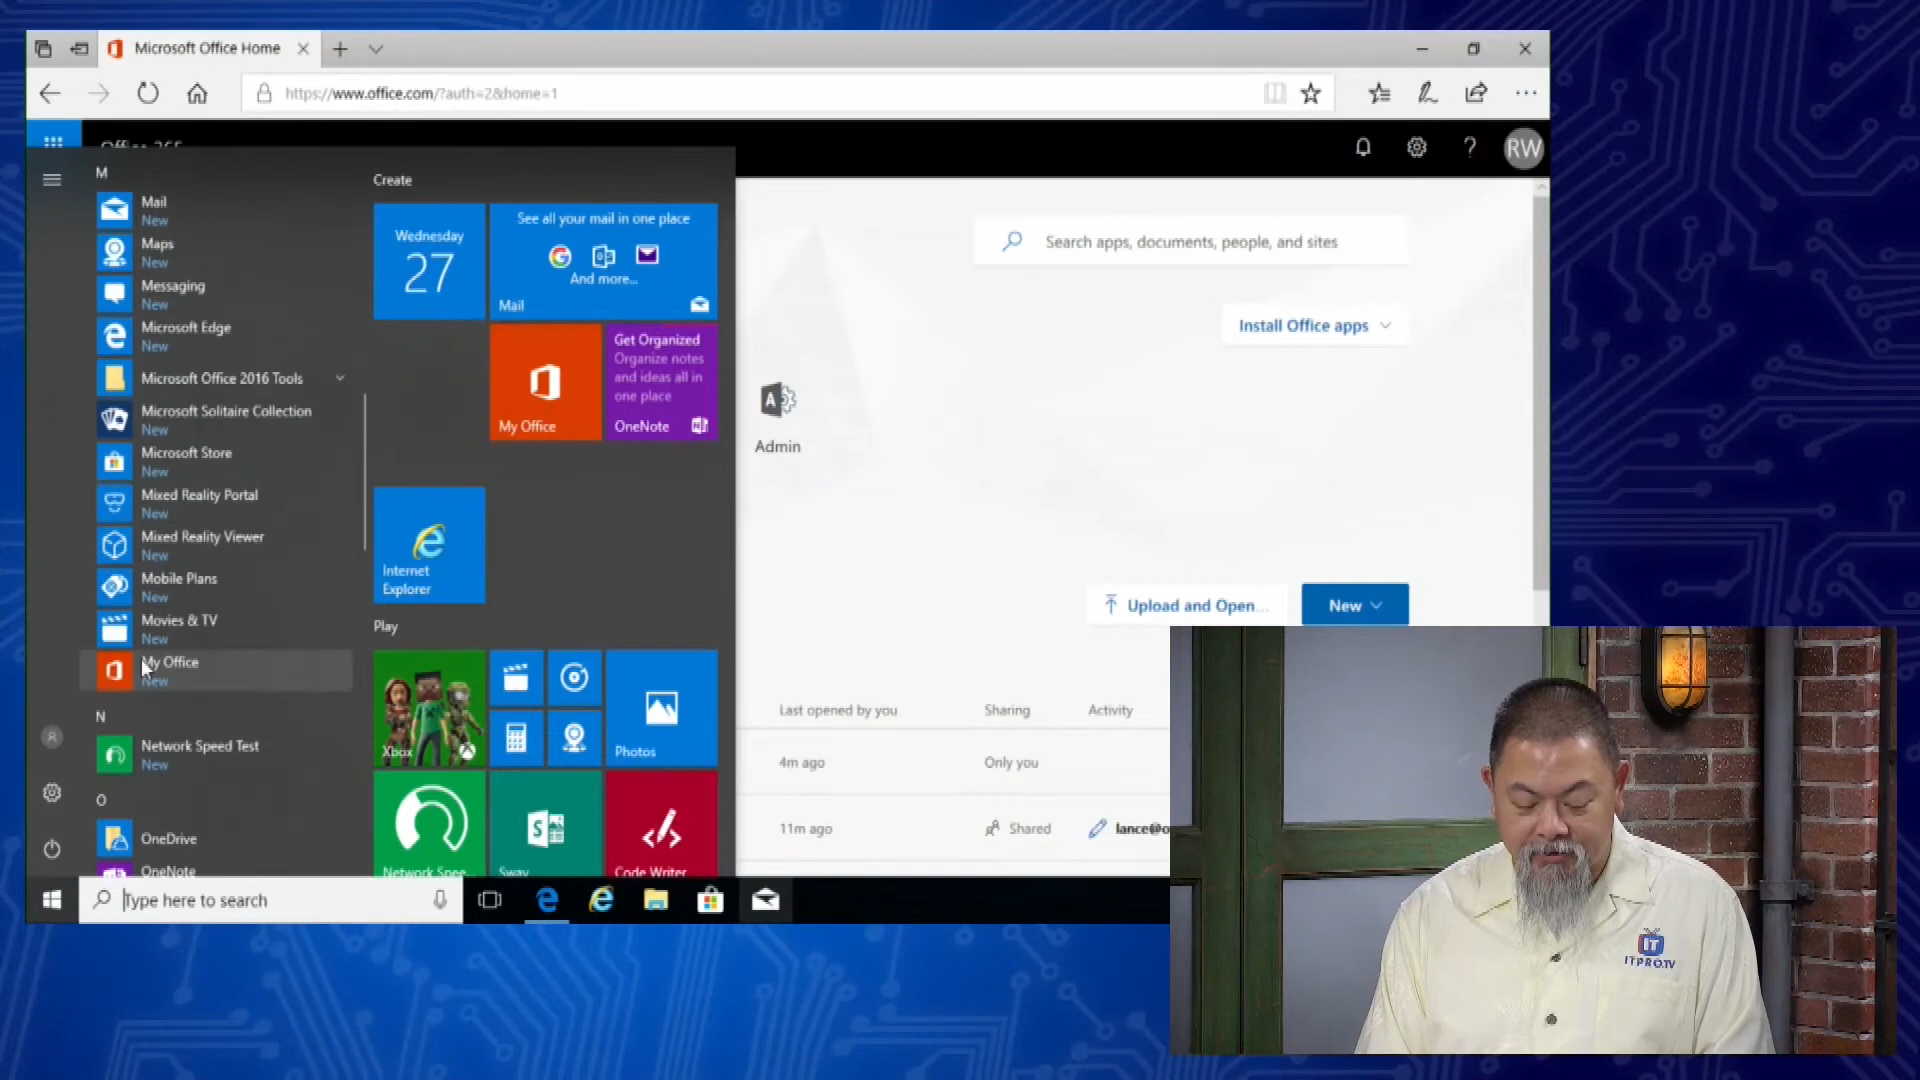 Microsoft Office Home
https://www.office.com/?auth=2&home=1
Office 365
RW
M
Mail
New
Maps
New
Messaging
New
Microsoft Edge
New
Microsoft Office 2016 Tools
Microsoft Solitaire Collection
New
Microsoft Store
New
Mixed Reality Portal
New
Mixed Reality Viewer
New
Mobile Plans
New
Movies & TV
New
My Office
New
N
Network Speed Test
New
O
OneDrive
OneNote
Create
Wednesday
27
See all your mail in one place
And more...
Mail
My Office
Get Organized
Organize notes
and ideas all in
one place
OneNote
Internet
Explorer
Play
Xbox
Photos
Network Spee...
Sway
Code Writer
Search apps, documents, people, and sites
Install Office apps
A
Admin
Upload and Open...
New
Last opened by you
Sharing
Activity
4m ago
Only you
11m ago
Shared
lance@o
Type here to search
IT
ITPRO.TV